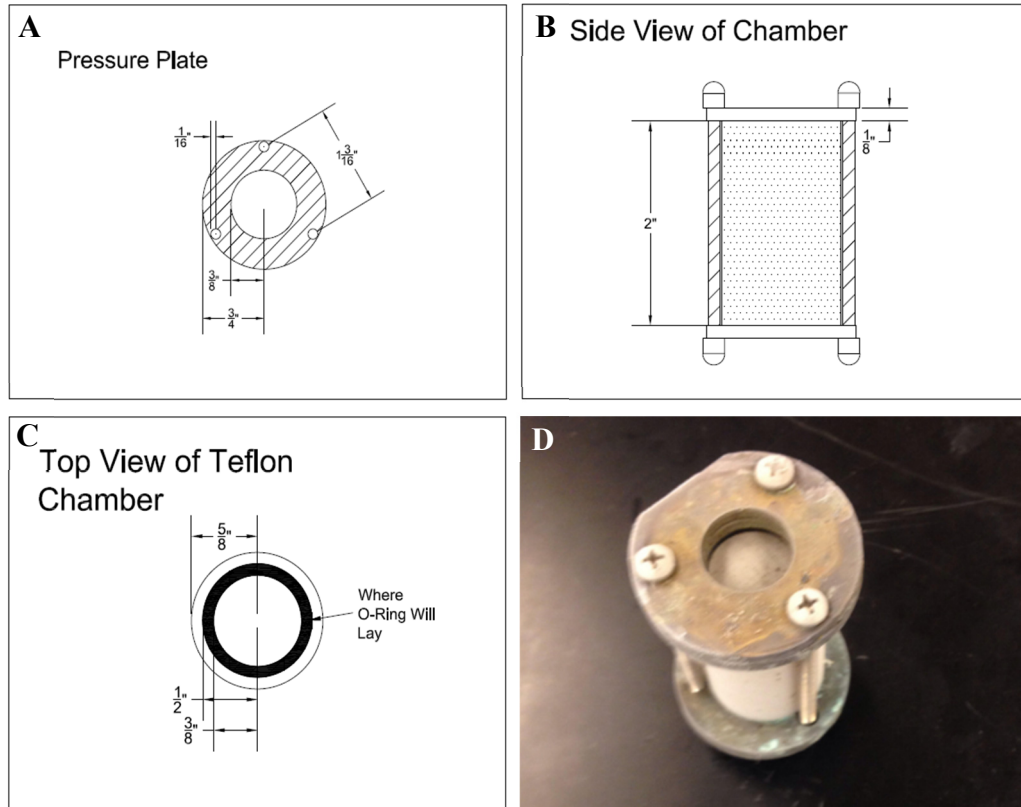 A
Pressure Plate
1/16"
1 3/16"
3/8"
3/4"
B
Side View of Chamber
1/8"
2"
C
Top View of Teflon
Chamber
5/8"
Where
O-Ring Will
Lay
1/2"
3/8"
D